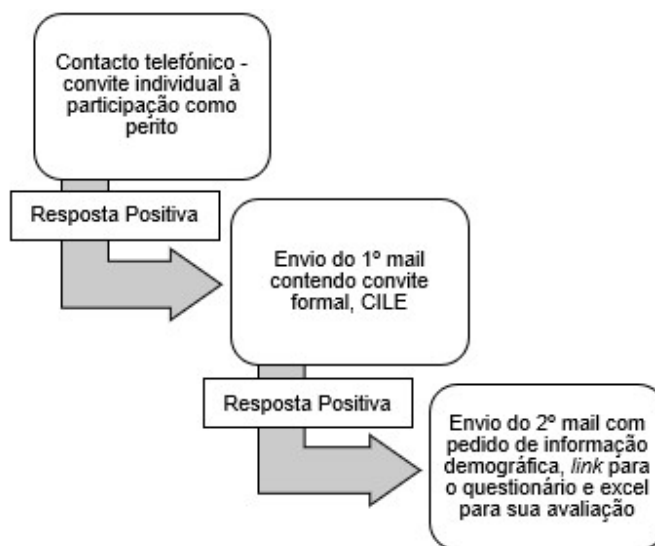 Contacto telefónico -
convite individual à
participação como
perito
Resposta Positiva
Envio do 1º mail
contendo convite
formal, CILE
Resposta Positiva
Envio do 2º mail com
pedido de informação
demográfica, link para
o questionário e excel
para sua avaliação